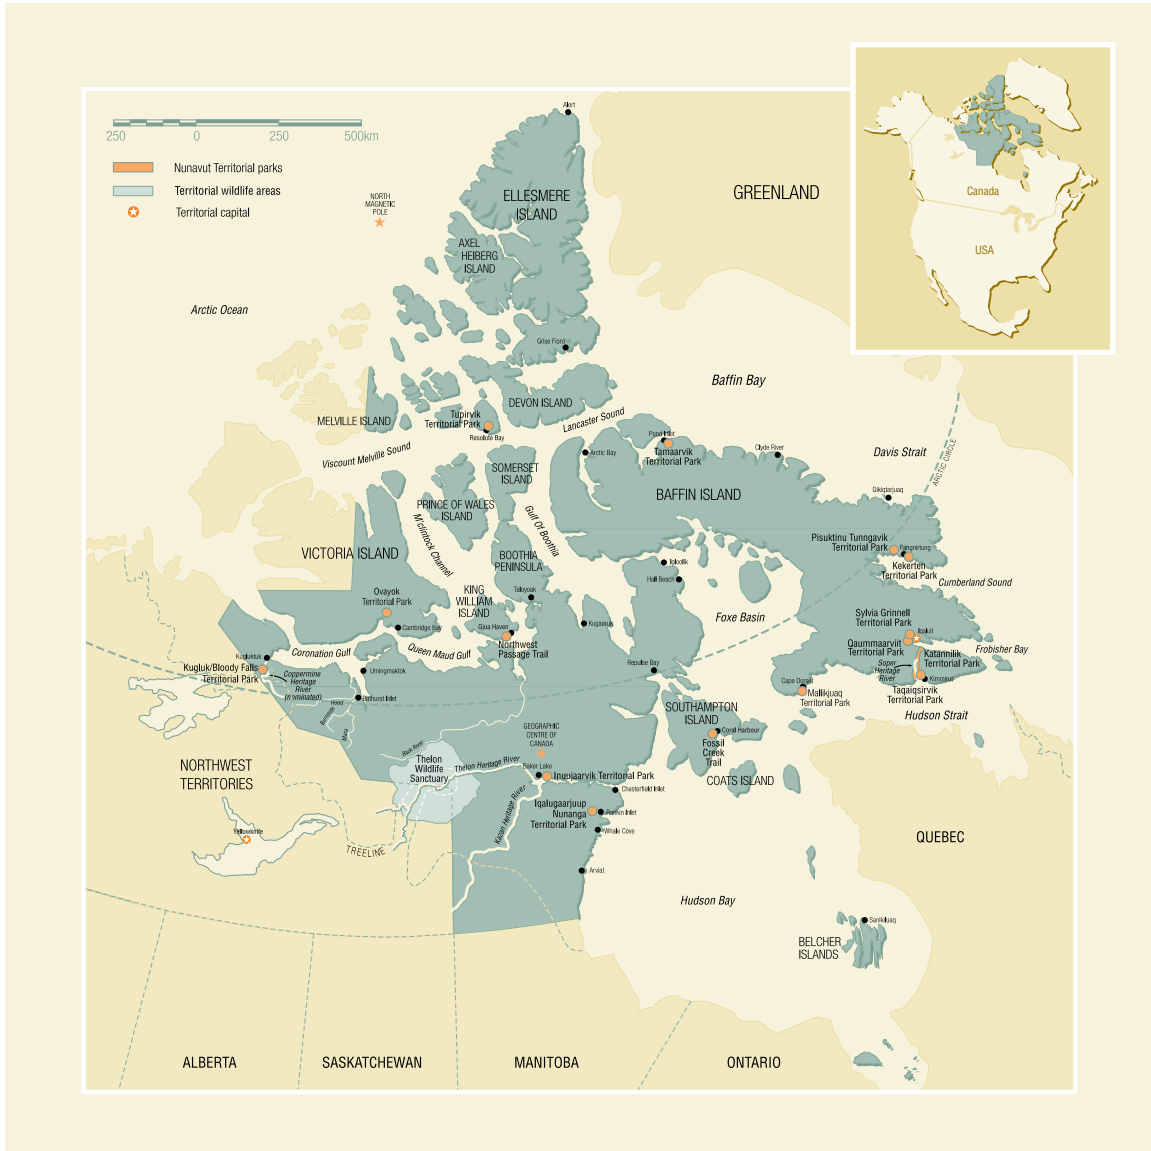 Alert
250
0
250
500km
Nunavut Territorial parks
Territorial wildlife areas
Territorial capital
NORTH
MAGNETIC
POLE
ELLESMERE
ISLAND
GREENLAND
Canada
USA
AXEL
HEIBERG
ISLAND
Arctic Ocean
Grise Fiord
Baffin Bay
DEVON ISLAND
MELVILLE ISLAND
Tupirvik
Territorial Park
Resolute Bay
Lancaster Sound
Viscount Melville Sound
Pond Inlet
Tamaarvik
Territorial Park
Arctic Bay
Clyde River
Davis Strait
ARCTIC CIRCLE
SOMERSET
ISLAND
PRINCE OF WALES
ISLAND
BAFFIN ISLAND
Qikiqtarjuaq
M'clintock Channel
Gulf Of Boothia
VICTORIA ISLAND
BOOTHIA
PENINSULA
Pisuktinu Tunngavik
Territorial Park
Pangnirtung
Kekerten
Territorial Park
Igloolik
Hall Beach
Cumberland Sound
Ovayok
Territorial Park
KING
WILLIAM
ISLAND
Taloyoak
Cambridge Bay
Gjoa Haven
Kugaaruk
Foxe Basin
Sylvia Grinnell
Territorial Park
Iqaluit
Qaummaarviit
Territorial Park
Frobisher Bay
Katannilik
Territorial Park
Soper
Heritage
River
Kimmirut
Taqaiqsirvik
Territorial Park
Northwest
Passage Trail
Coronation Gulf
Queen Maud Gulf
Kugluktuk
Kugluk/Bloody Falls
Territorial Park
Coppermine
Heritage
River
(nominated)
Umingmaktok
Bathurst Inlet
Hood
Burnside
Mara
Repulse Bay
Cape Dorset
Mallikjuaq
Territorial Park
Hudson Strait
SOUTHAMPTON
ISLAND
Coral Harbour
Fossil
Creek
Trail
COATS ISLAND
GEOGRAPHIC
CENTRE OF
CANADA
Back River
Thelon
Wildlife
Sanctuary
Thelon Heritage River
Baker Lake
Inuujaarvik Territorial Park
Chesterfield Inlet
Kazan Heritage River
Iqalugaarjuup
Nunanga
Territorial Park
Rankin Inlet
Whale Cove
Arviat
NORTHWEST
TERRITORIES
Yellowknife
TREELINE
QUEBEC
Hudson Bay
Sanikiluaq
BELCHER
ISLANDS
ALBERTA
SASKATCHEWAN
MANITOBA
ONTARIO